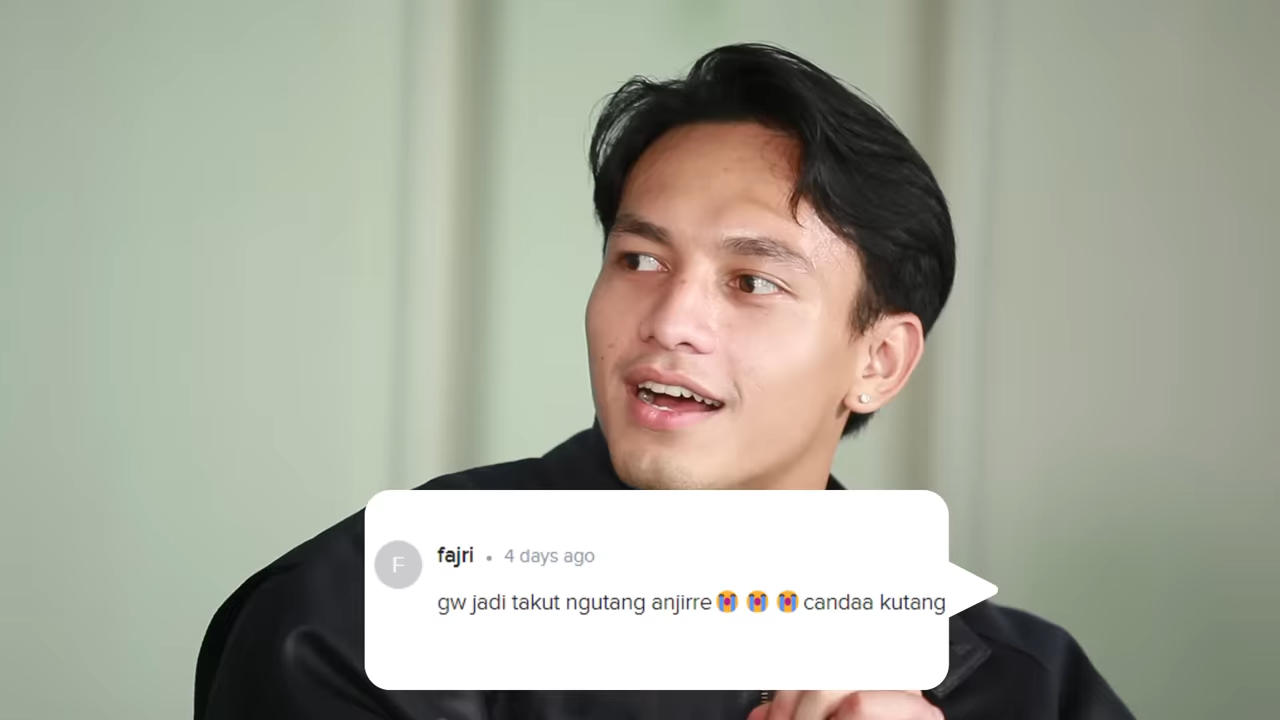 F
fajri • 4 days ago
gw jadi takut ngutang anjirre😭😭😭candaa kutang